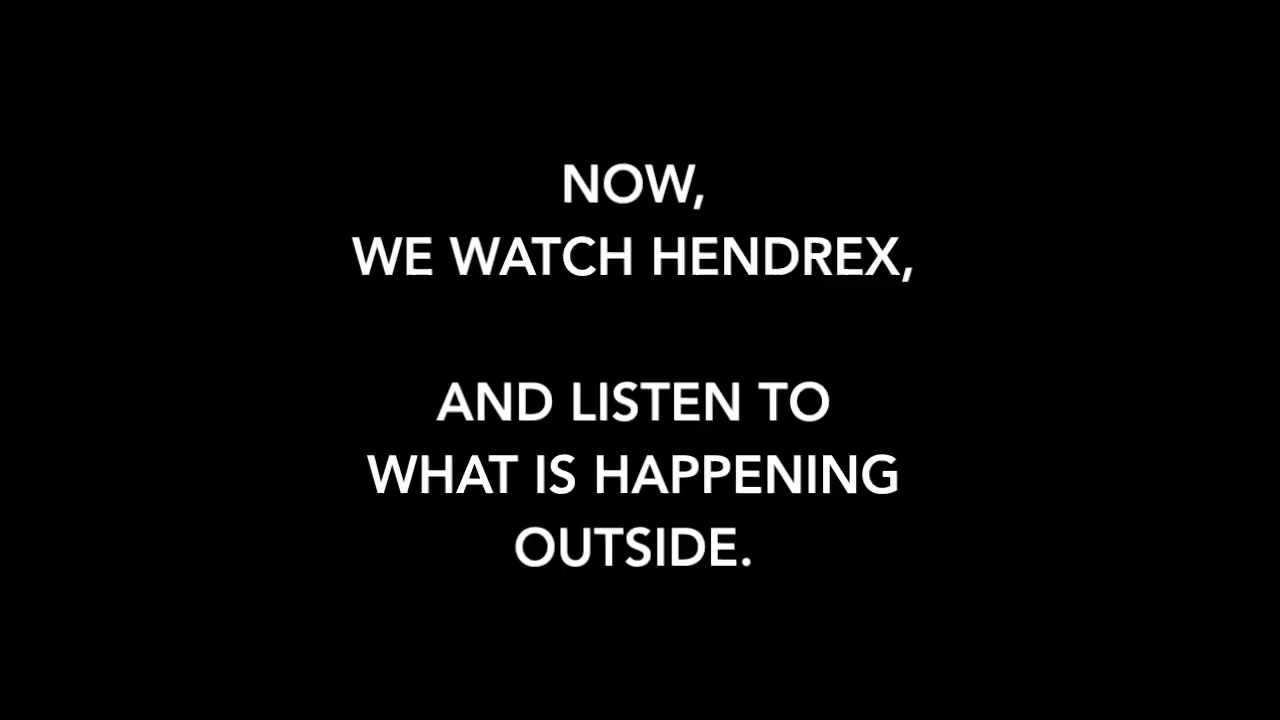 NOW,
WE WATCH HENDREX,
AND LISTEN TO
WHAT IS HAPPENING
OUTSIDE.